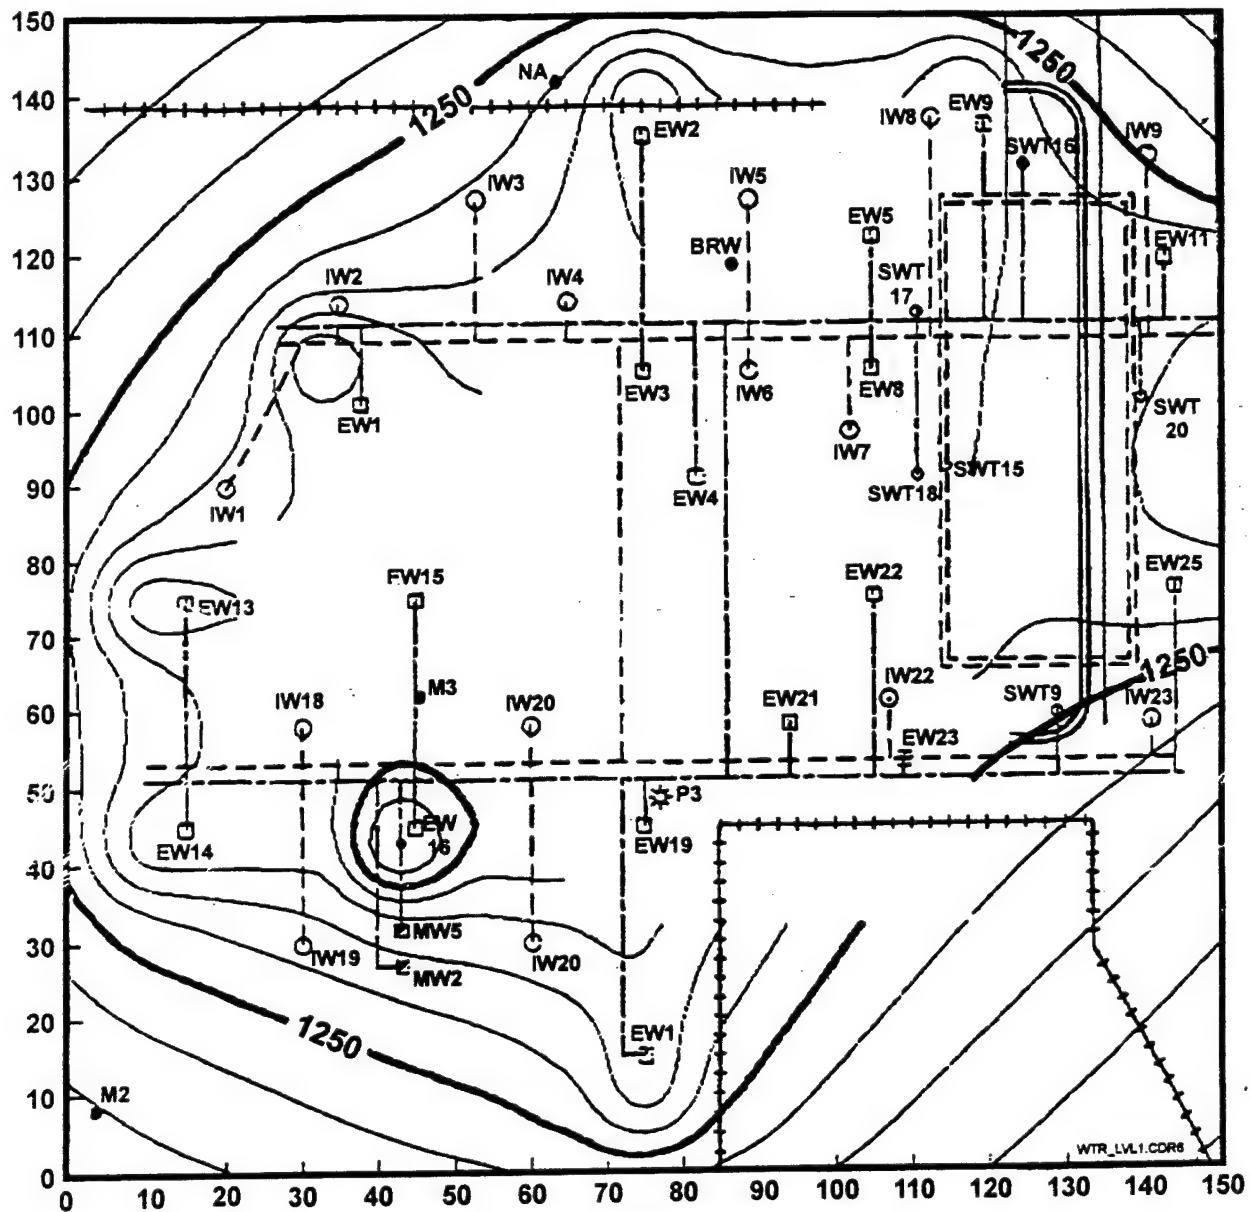 150
NA
1250
1250
140
EW2
IW8
EW9
SWT16
IW9
130
IW3
IW5
EW5
BRW
SWT
17
EW11
120
IW2
IW4
110
EW3
IW6
EW8
SWT
20
100
EW1
IW7
EW4
SWT18
SWT15
90
IW1
80
FW15
EW22
EW25
EW13
70
M3
IW18
IW20
EW21
IW22
SWT9
1250
IW23
60
EW23
50
P3
EW
16
EW14
EW19
40
MW5
30
IW19
MW2
IW20
20
1250
EW1
10
M2
WTR_LVL1.CDR6
0
0 10 20 30 40 50 60 70 80 90 100 110 120 130 140 150